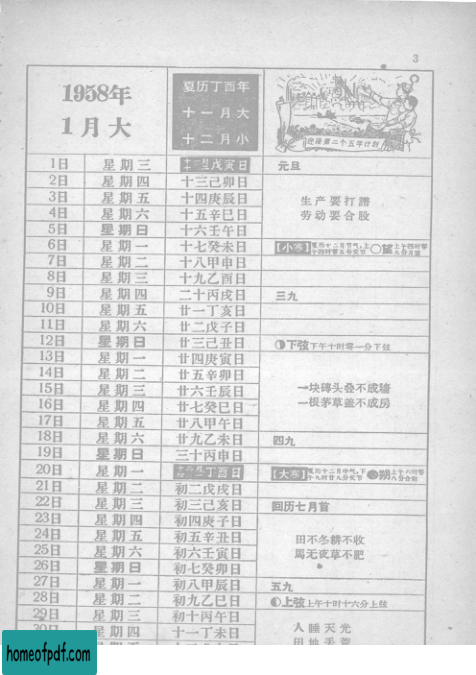 3
1958年
1月大
夏历丁酉年
十一月大
十二月小
迎接第二个五年计划
1日 星期三 戊寅日 元旦
2日 星期四 十三己卯日
3日 星期五 十四庚辰日 生产要打谱
4日 星期六 十五辛巳日 劳动要合股
5日 星期日 十六壬午日
6日 星期一 十七癸未日 【小寒】 望
7日 星期二 十八甲申日
8日 星期三 十九乙酉日
9日 星期四 二十丙戌日 三九
10日 星期五 廿一丁亥日
11日 星期六 廿二戊子日
12日 星期日 廿三己丑日 下弦下午十时零一分下弦
13日 星期一 廿四庚寅日
14日 星期二 廿五辛卯日
15日 星期三 廿六壬辰日 一块砖头叠不成墙
16日 星期四 廿七癸巳日 一根茅草盖不成房
17日 星期五 廿八甲午日
18日 星期六 廿九乙未日 四九
19日 星期日 三十丙申日
20日 星期一 丁酉日 【大寒】 朔
21日 星期二 初二戊戌日
22日 星期三 初三己亥日 回历七月首
23日 星期四 初四庚子日
24日 星期五 初五辛丑日 田不冬耕不收
25日 星期六 初六壬寅日 馬无夜草不肥
26日 星期日 初七癸卯日
27日 星期一 初八甲辰日 五九
28日 星期二 初九乙巳日 上弦上午十时十六分上弦
29日 星期三 初十丙午日
30日 星期四 十一丁未日 人睡天光
homeofpdf.com